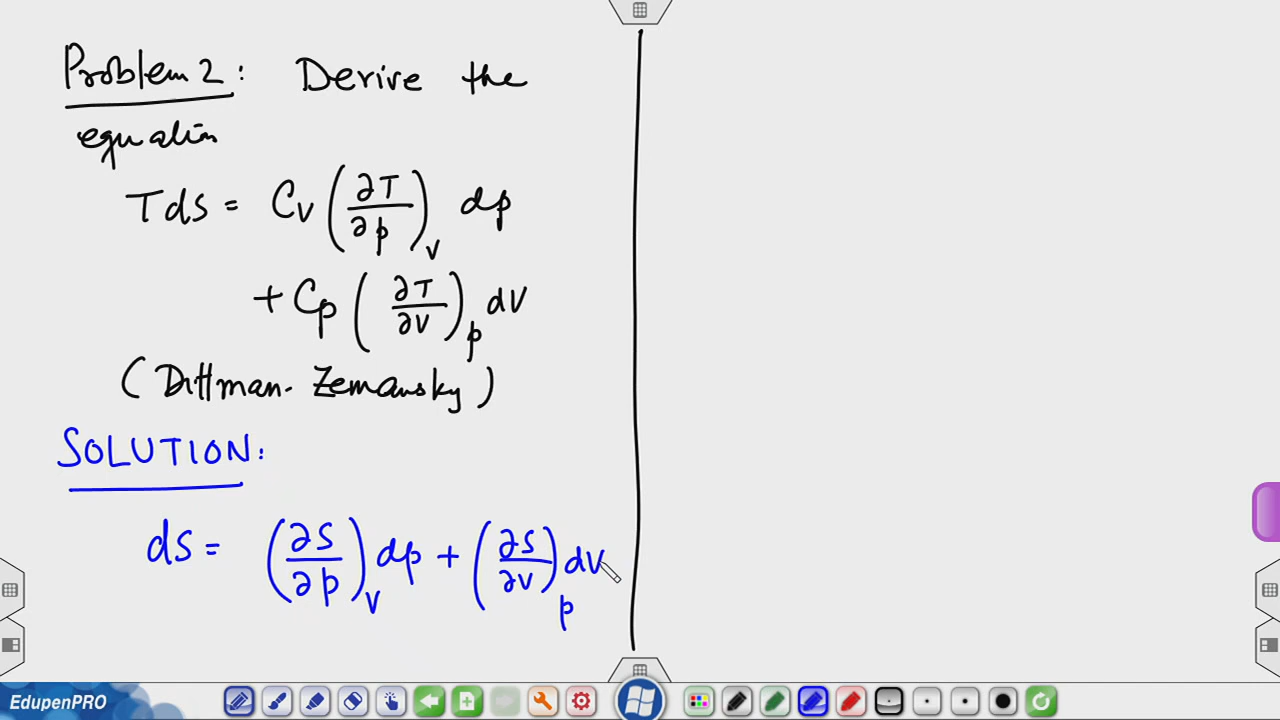 Problem 2: Derive the
equation
Tds = Cv (∂T/∂p)v dp
+ Cp (∂T/∂V)p dV
(Dittman-Zemansky)
SOLUTION:
ds = (∂S/∂p)v dp + (∂S/∂v)p dV
EdupenPRO